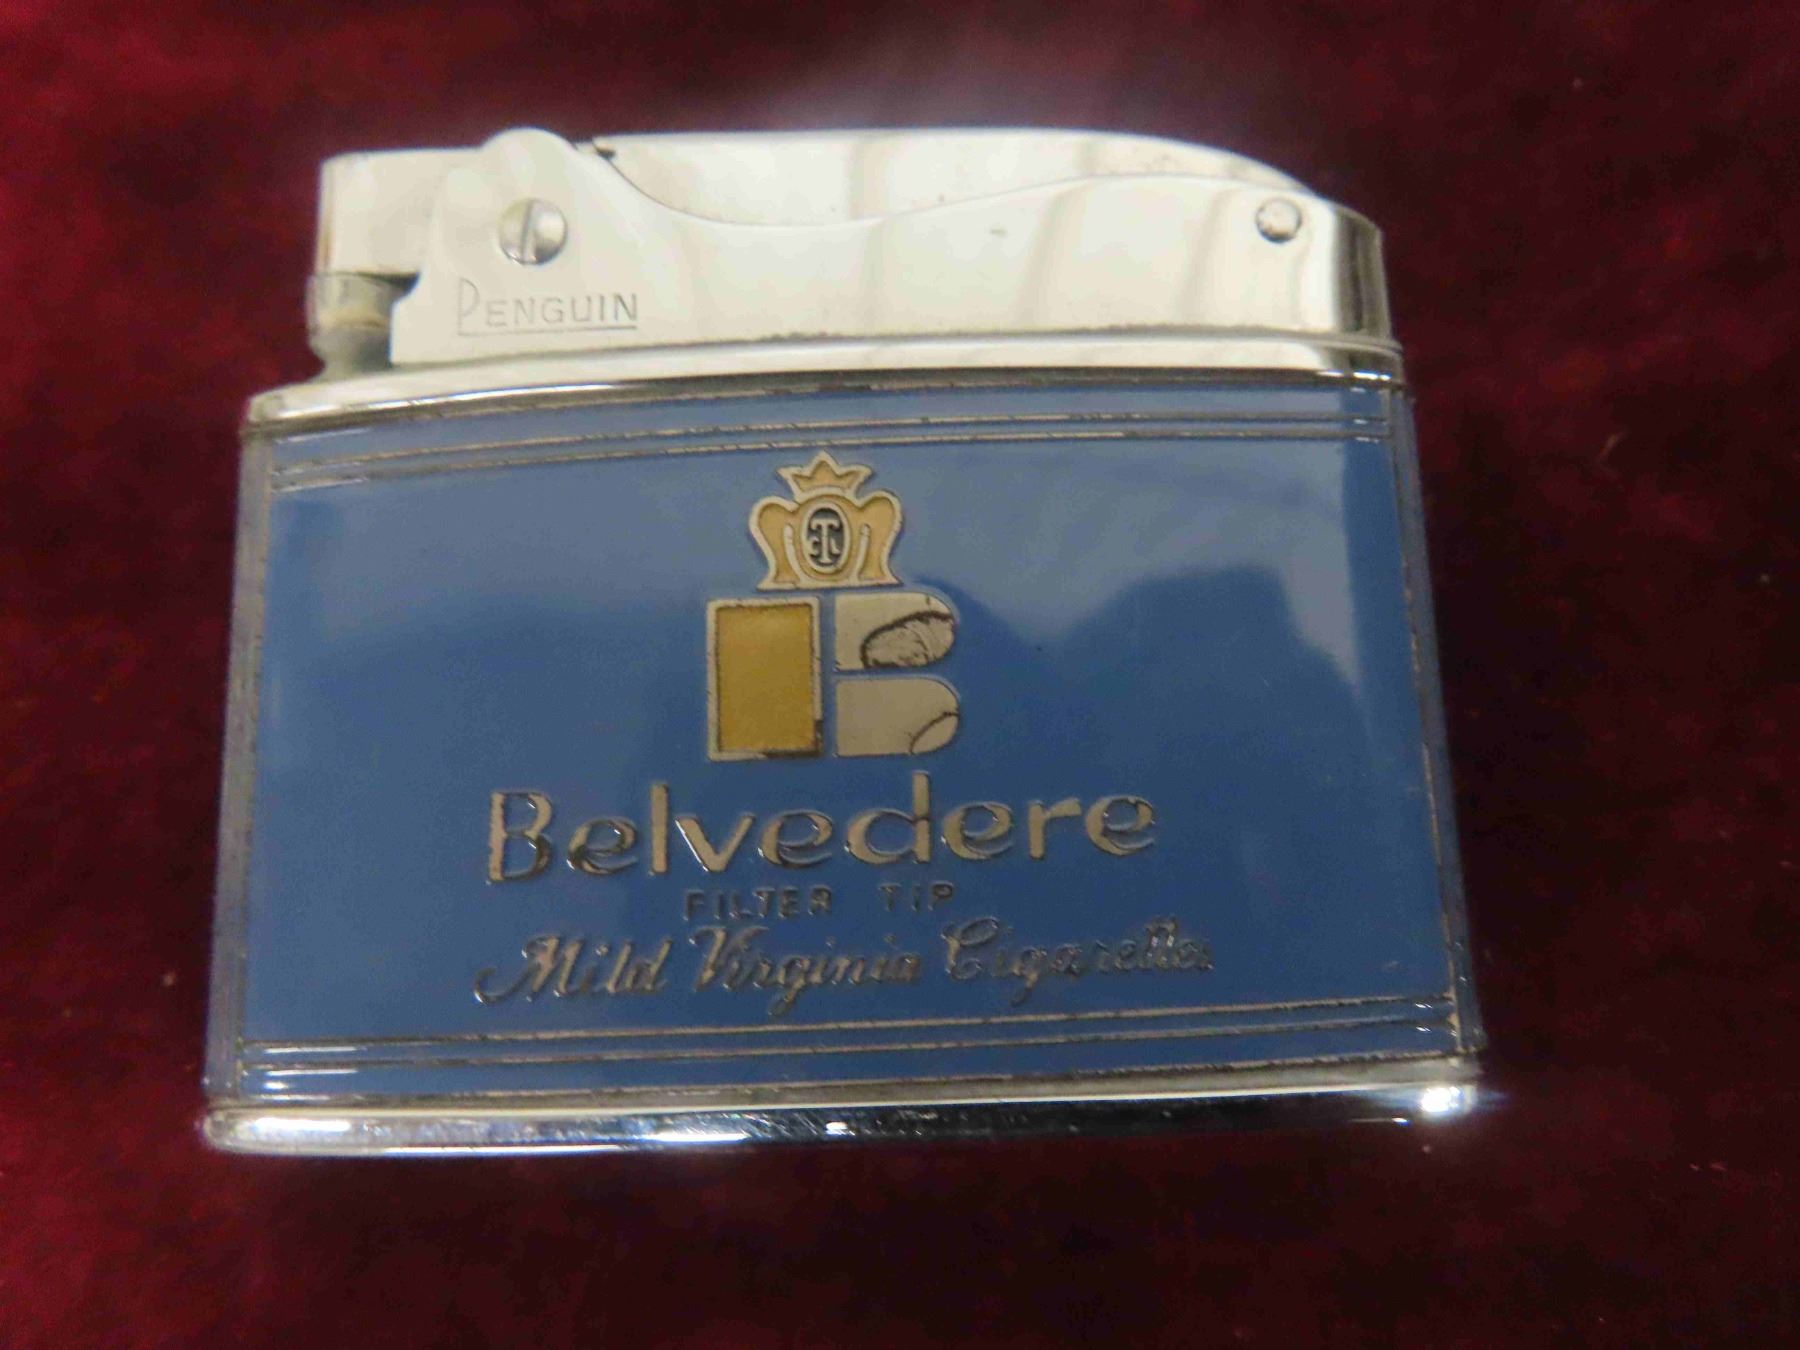 PENGUIN
Belvedere
FILTER TIP
Mild Virginia Cigarettes